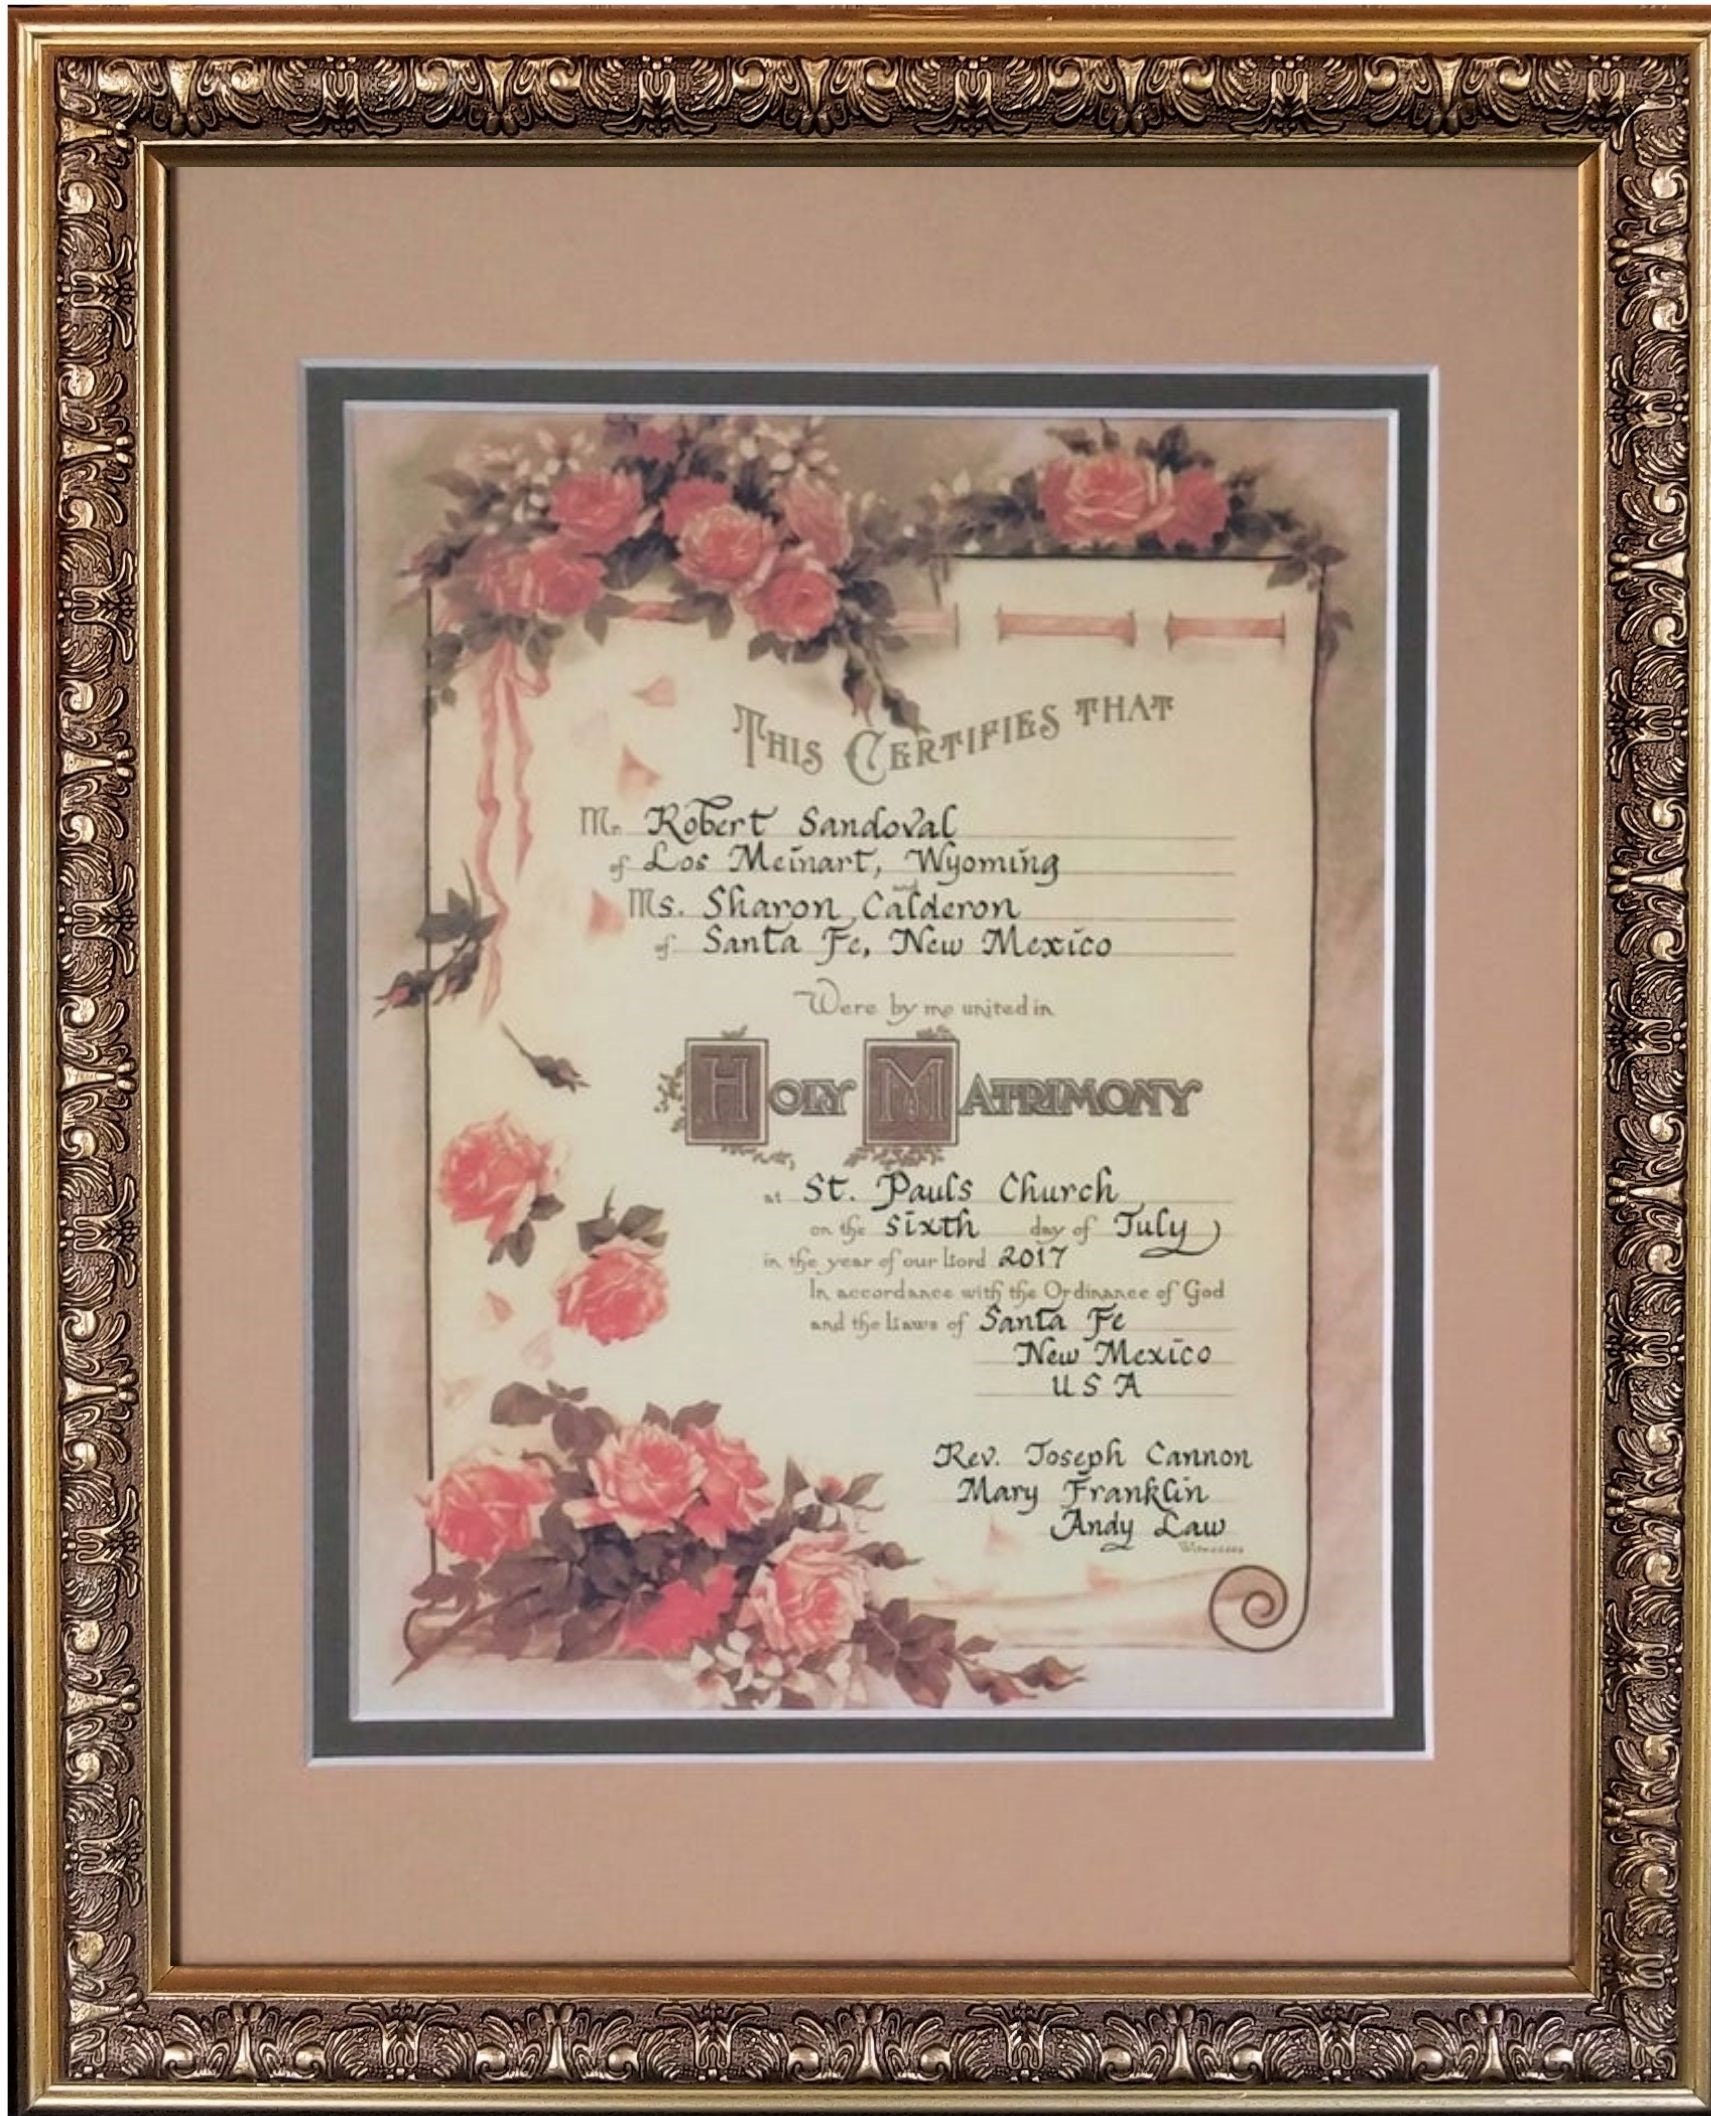 THIS CERTIFIES THAT
Mr. Robert Sandoval
of Los Meinart, Wyoming
and
Ms. Sharon Calderon
of Santa Fe, New Mexico
Were by me united in
HOLY MATRIMONY
at St. Pauls Church
on the sixth day of July
in the year of our Lord 2017
In accordance with the Ordinance of God
and the Laws of Santa Fe
New Mexico
USA
Rev. Joseph Cannon
Mary Franklin
Andy Law
Witnesses